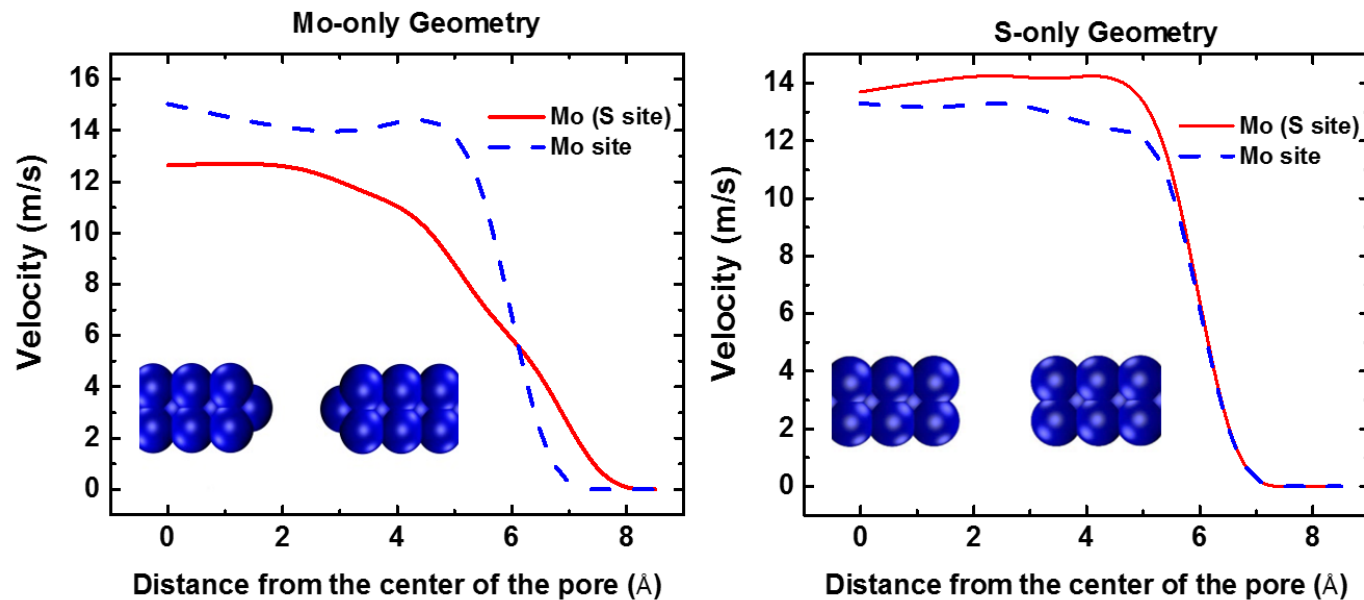 Mo-only Geometry
Velocity (m/s)
16
14
12
10
8
6
4
2
0
Mo (S site)
Mo site
0 2 4 6 8
Distance from the center of the pore (Å)
S-only Geometry
Velocity (m/s)
14
12
10
8
6
4
2
0
Mo (S site)
Mo site
0 2 4 6 8
Distance from the center of the pore (Å)